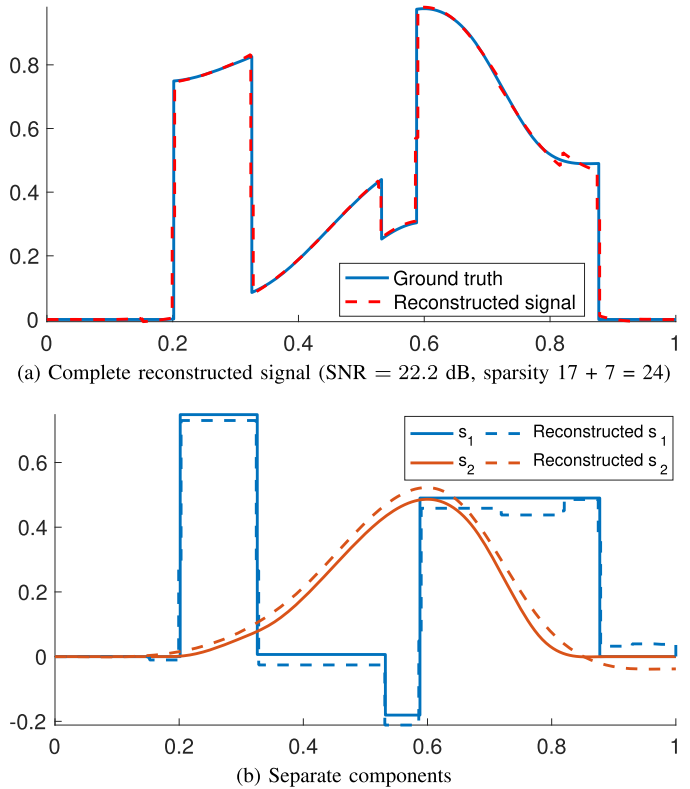 0.8
0.6
0.4
0.2
0
0 0.2 0.4 0.6 0.8 1
Ground truth
Reconstructed signal
(a) Complete reconstructed signal (SNR = 22.2 dB, sparsity 17 + 7 = 24)
0.6
0.4
0.2
0
-0.2
s1 Reconstructed s1
s2 Reconstructed s2
0 0.2 0.4 0.6 0.8 1
(b) Separate components